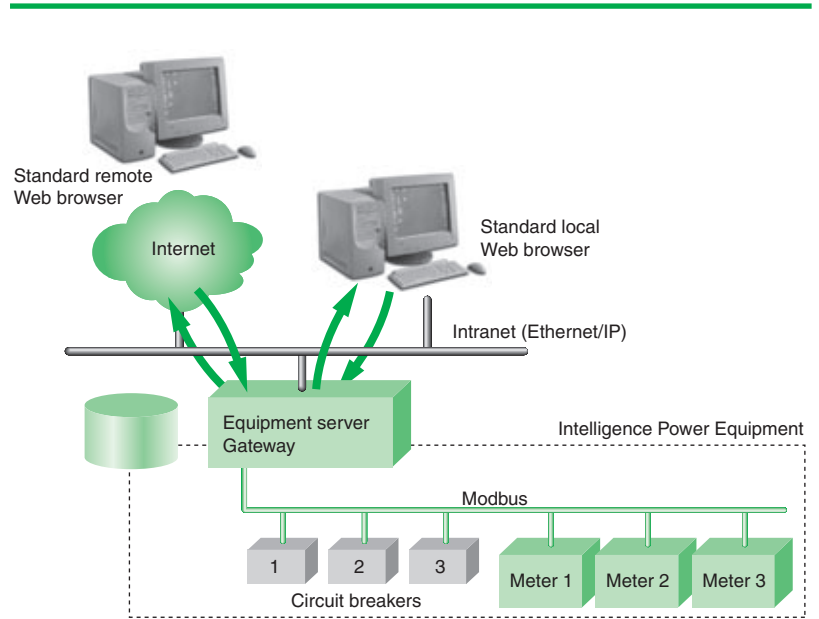 Standard remote
Web browser
Internet
Standard local
Web browser
Intranet (Ethernet/IP)
Equipment server
Gateway
Intelligence Power Equipment
Modbus
1
2
3
Meter 1
Meter 2
Meter 3
Circuit breakers